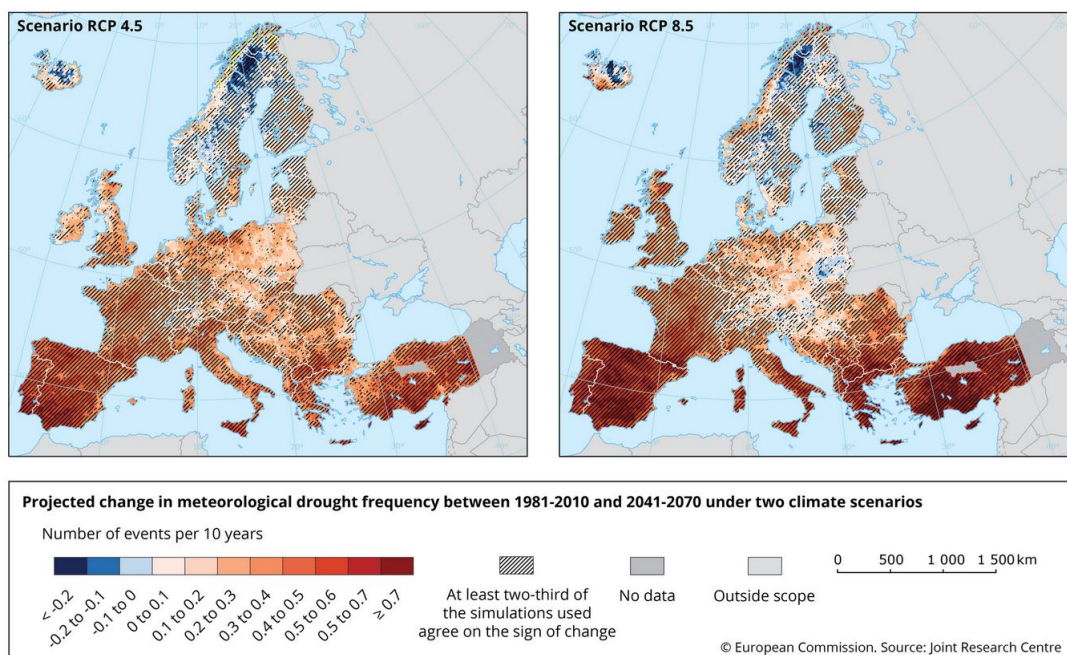 Scenario RCP 4.5
Scenario RCP 8.5
Projected change in meteorological drought frequency between 1981-2010 and 2041-2070 under two climate scenarios
Number of events per 10 years
< -0.2
-0.2 to -0.1
-0.1 to 0
0 to 0.1
0.1 to 0.2
0.2 to 0.3
0.3 to 0.4
0.4 to 0.5
0.5 to 0.6
0.5 to 0.7
≥ 0.7
At least two-third of
the simulations used
agree on the sign of change
No data
Outside scope
0 500 1 000 1 500 km
© European Commission. Source: Joint Research Centre